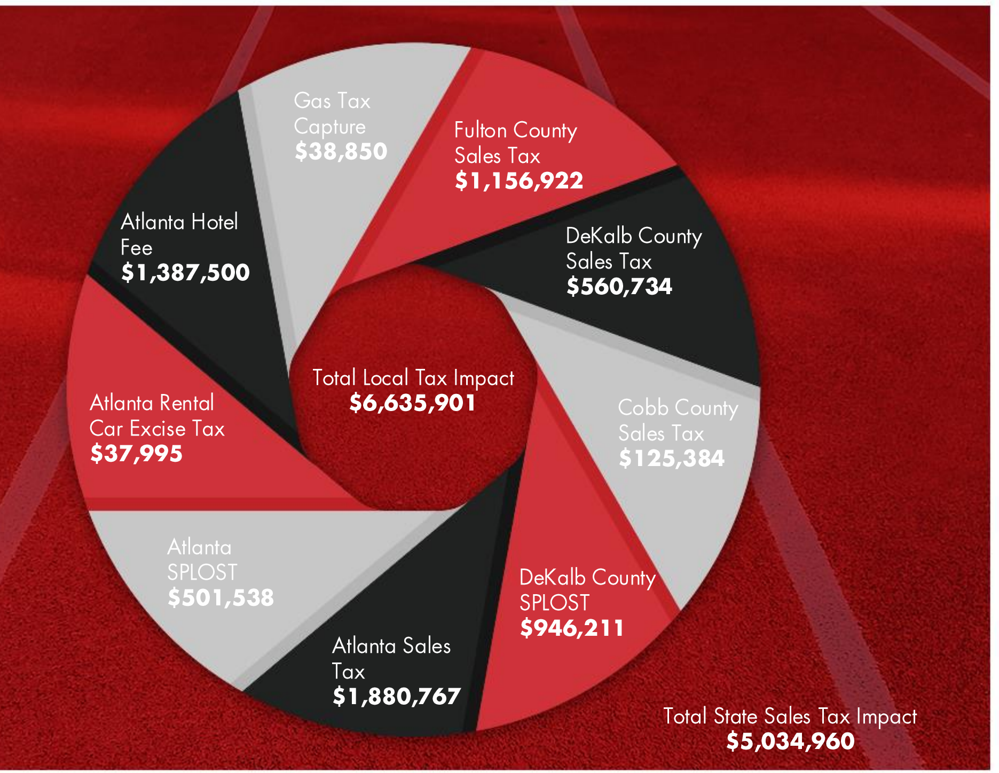 Gas Tax
Capture
$38,850
Fulton County
Sales Tax
$1,156,922
DeKalb County
Sales Tax
$560,734
Cobb County
Sales Tax
$125,384
DeKalb County
SPLOST
$946,211
Atlanta Sales
Tax
$1,880,767
Atlanta
SPLOST
$501,538
Atlanta Rental
Car Excise Tax
$37,995
Atlanta Hotel
Fee
$1,387,500
Total Local Tax Impact
$6,635,901
Total State Sales Tax Impact
$5,034,960